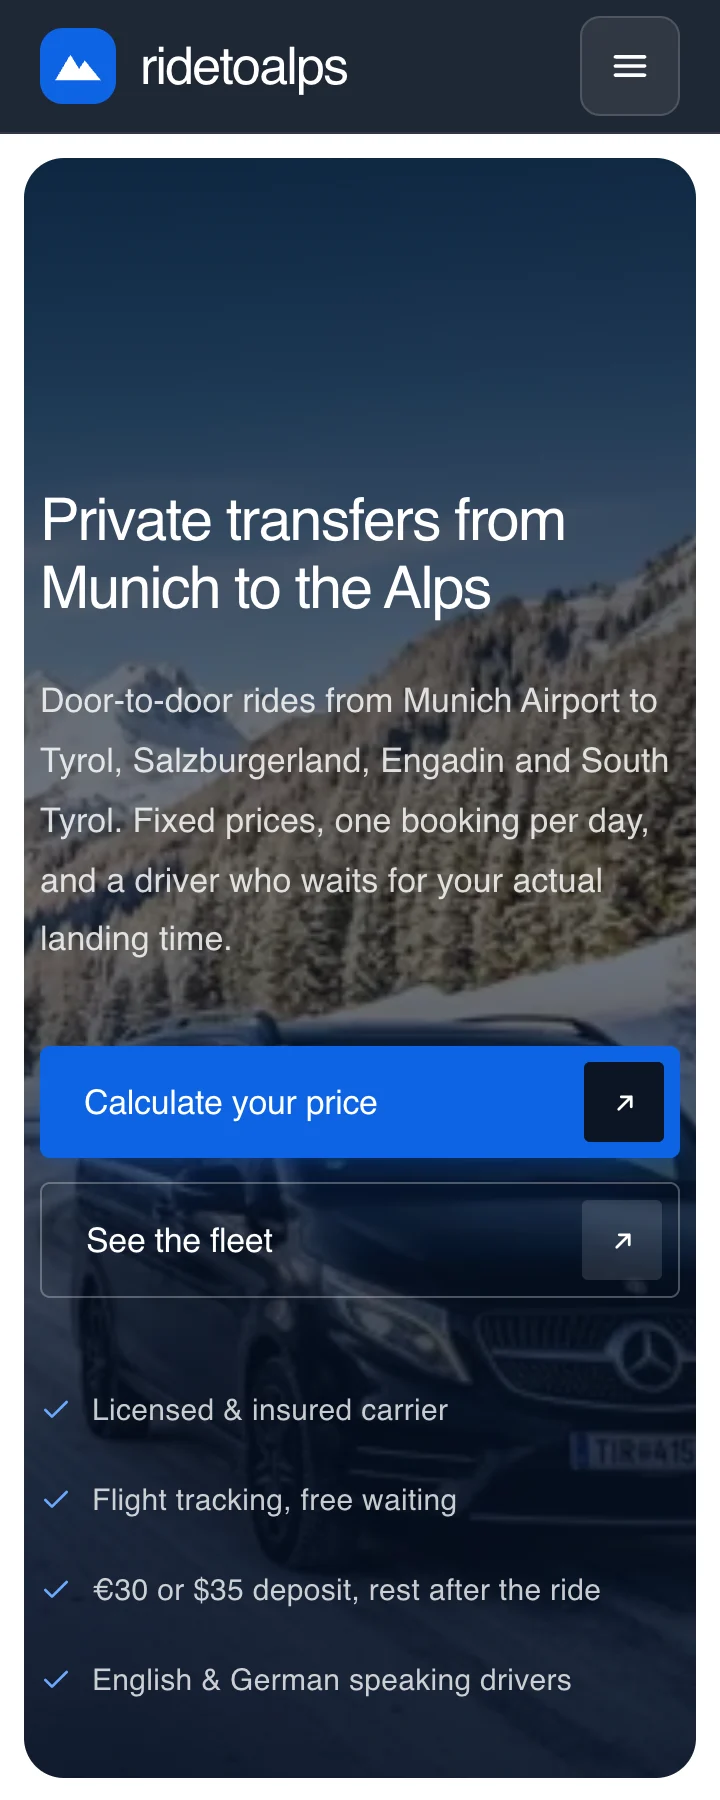 ridetoalps
Private transfers from
Munich to the Alps
Door-to-door rides from Munich Airport to
Tyrol, Salzburgerland, Engadin and South
Tyrol. Fixed prices, one booking per day,
and a driver who waits for your actual
landing time.
Calculate your price
See the fleet
Licensed & insured carrier
Flight tracking, free waiting
€30 or $35 deposit, rest after the ride
English & German speaking drivers